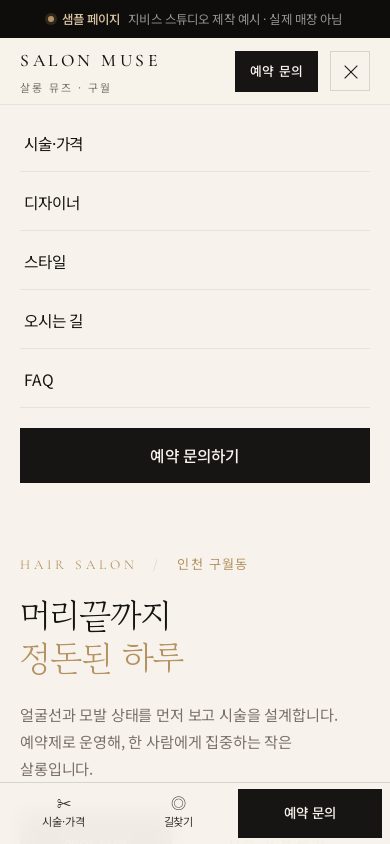 샘플 페이지 지비스 스튜디오 제작 예시 · 실제 매장 아님
SALON MUSE
살롱 뮤즈 · 구월
예약 문의
시술·가격
디자이너
스타일
오시는 길
FAQ
예약 문의하기
HAIR SALON / 인천 구월동
머리끝까지
정돈된 하루
얼굴선과 모발 상태를 먼저 보고 시술을 설계합니다.
예약제로 운영해, 한 사람에게 집중하는 작은
살롱입니다.
시술·가격
길찾기
예약 문의